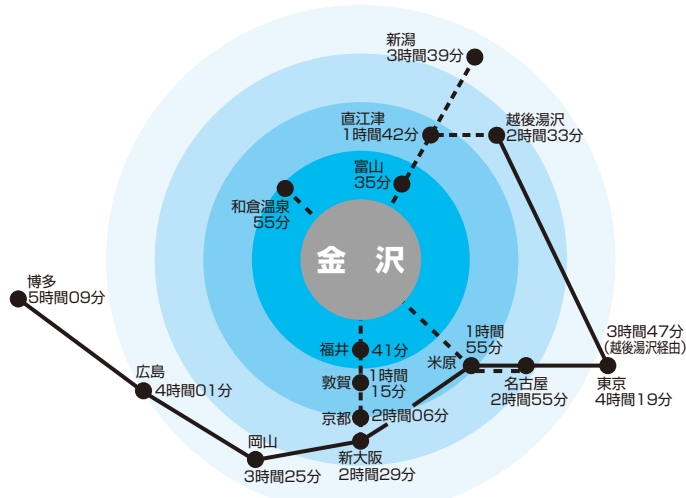 新潟
3時間39分
直江津
1時間42分
越後湯沢
2時間33分
富山
35分
和倉温泉
55分
金 沢
博多
5時間09分
広島
4時間01分
岡山
3時間25分
福井
41分
敦賀
1時間
15分
京都
2時間06分
新大阪
2時間29分
米原
1時間
55分
名古屋
2時間55分
3時間47分
(越後湯沢経由)
東京
4時間19分